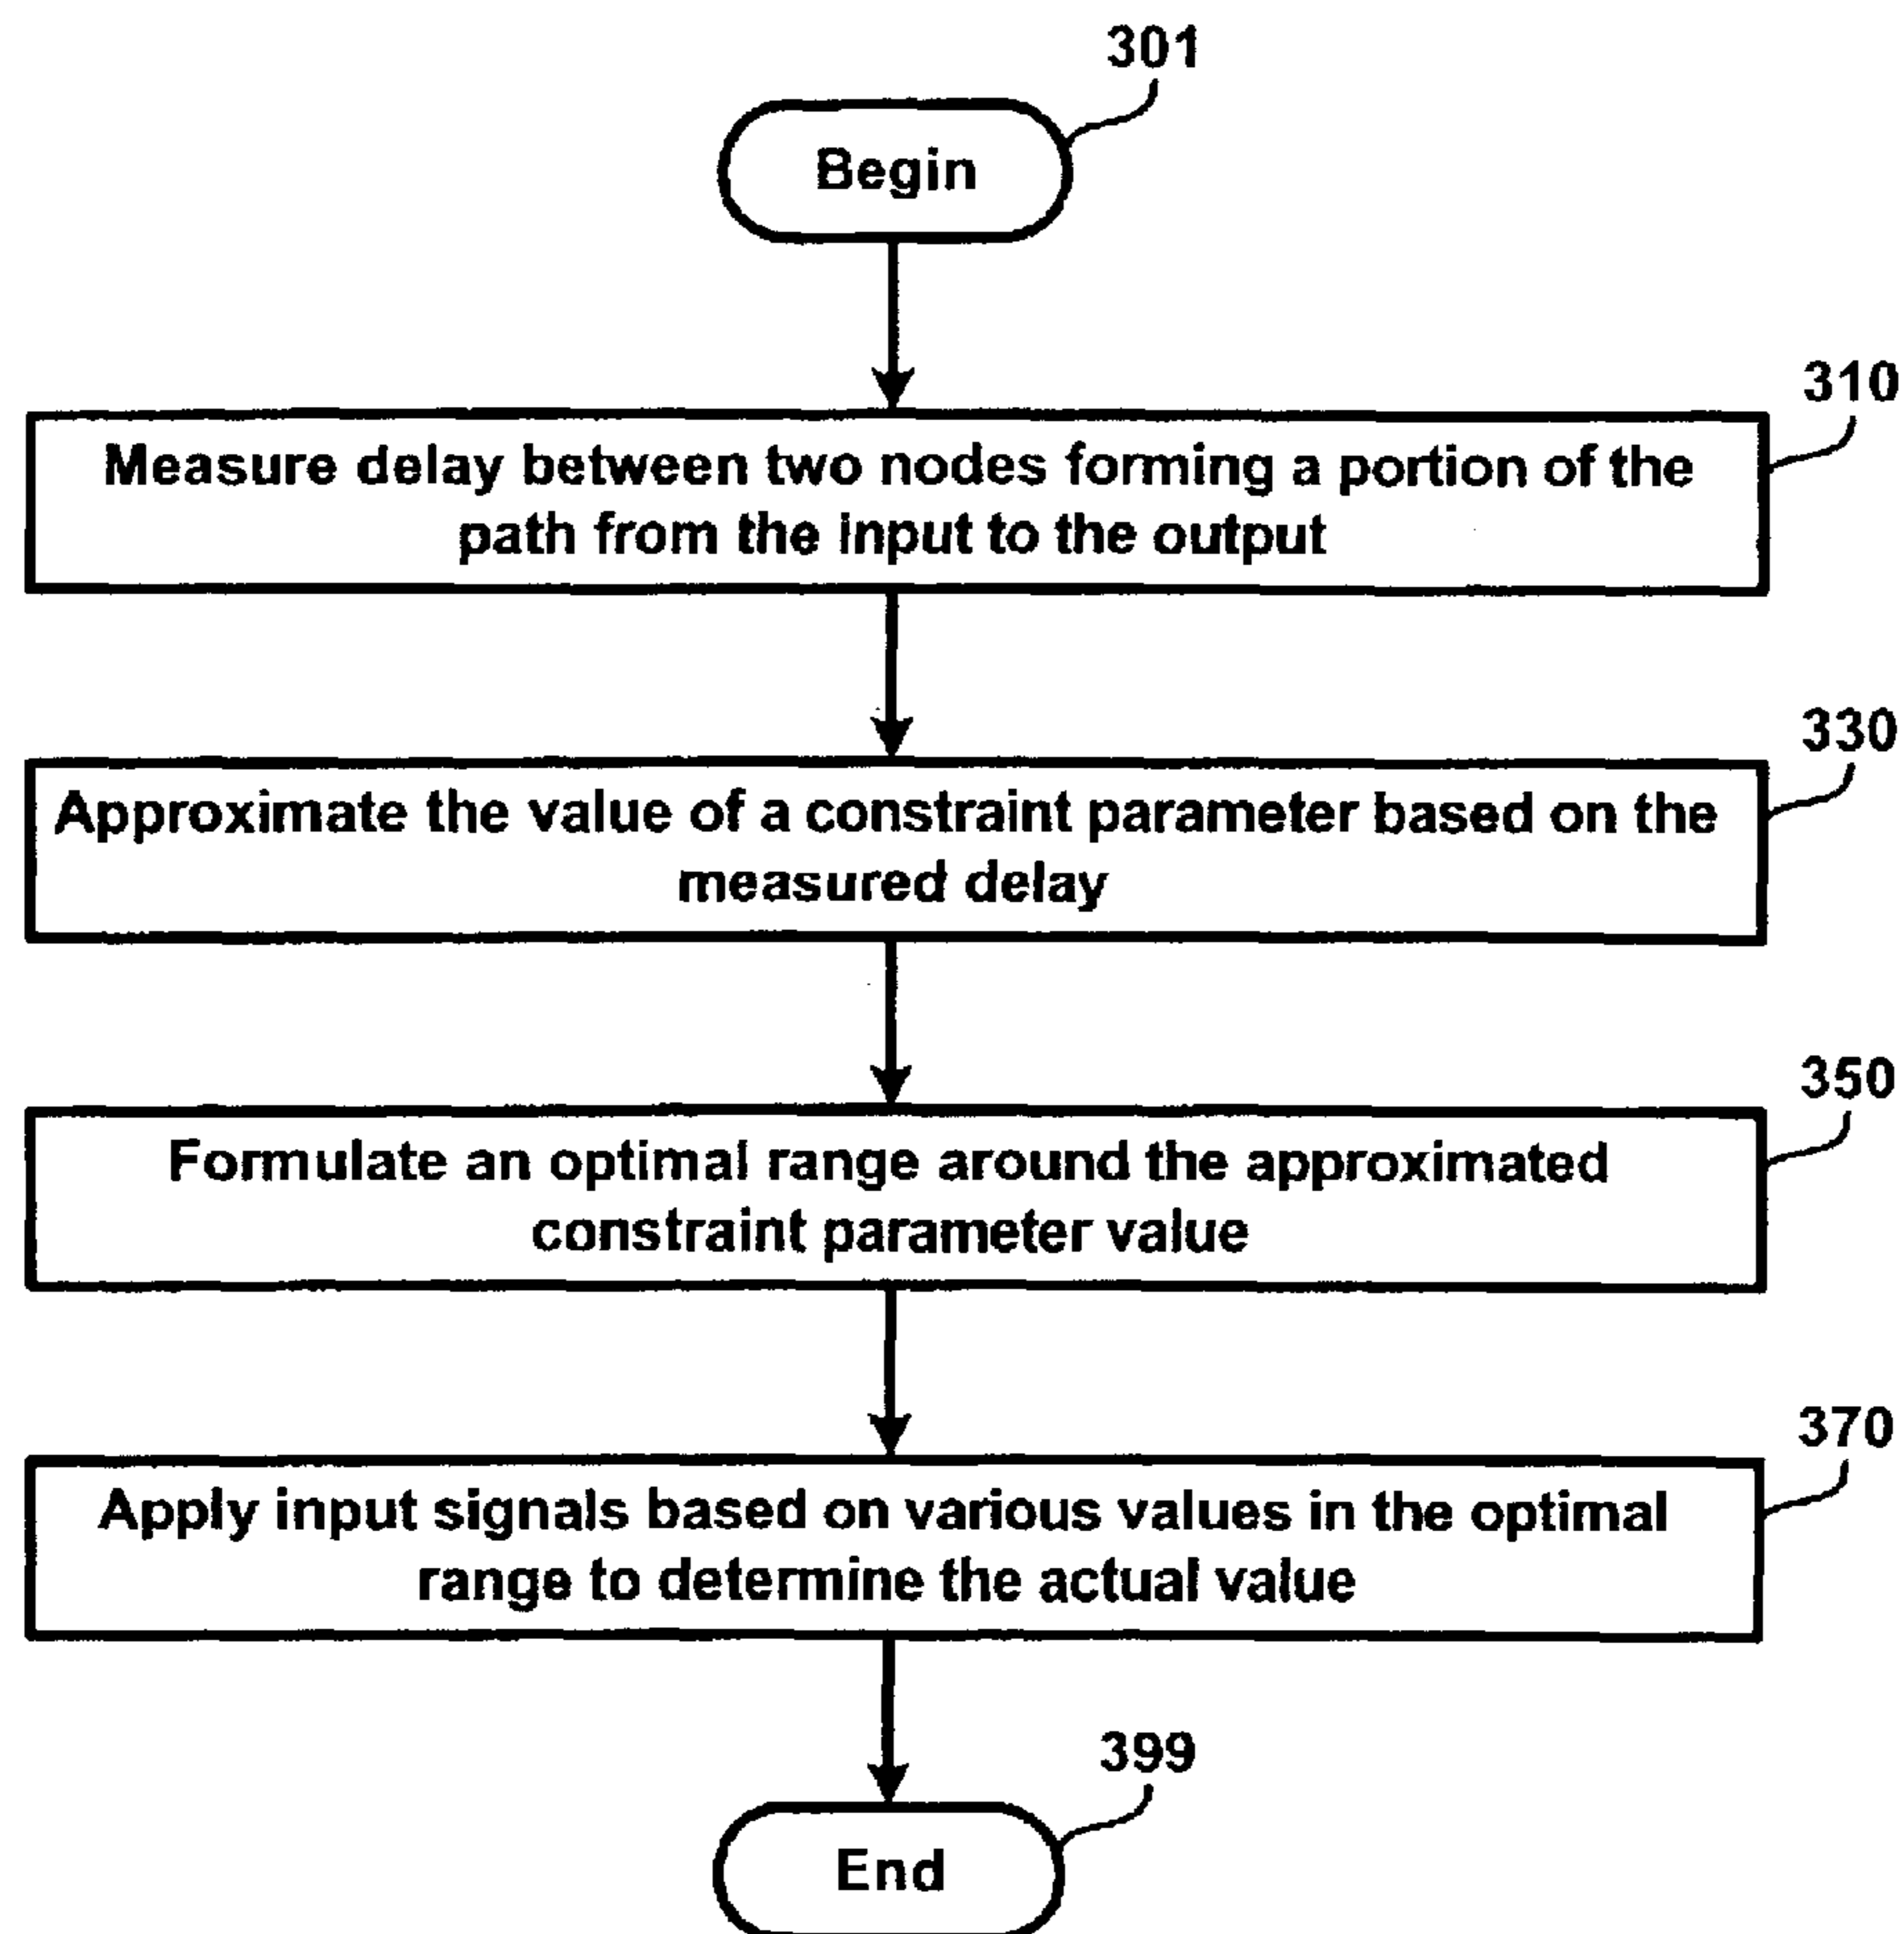 301
Begin
310
Measure delay between two nodes forming a portion of the
path from the input to the output
330
Approximate the value of a constraint parameter based on the
measured delay
350
Formulate an optimal range around the approximated
constraint parameter value
370
Apply input signals based on various values in the optimal
range to determine the actual value
399
End